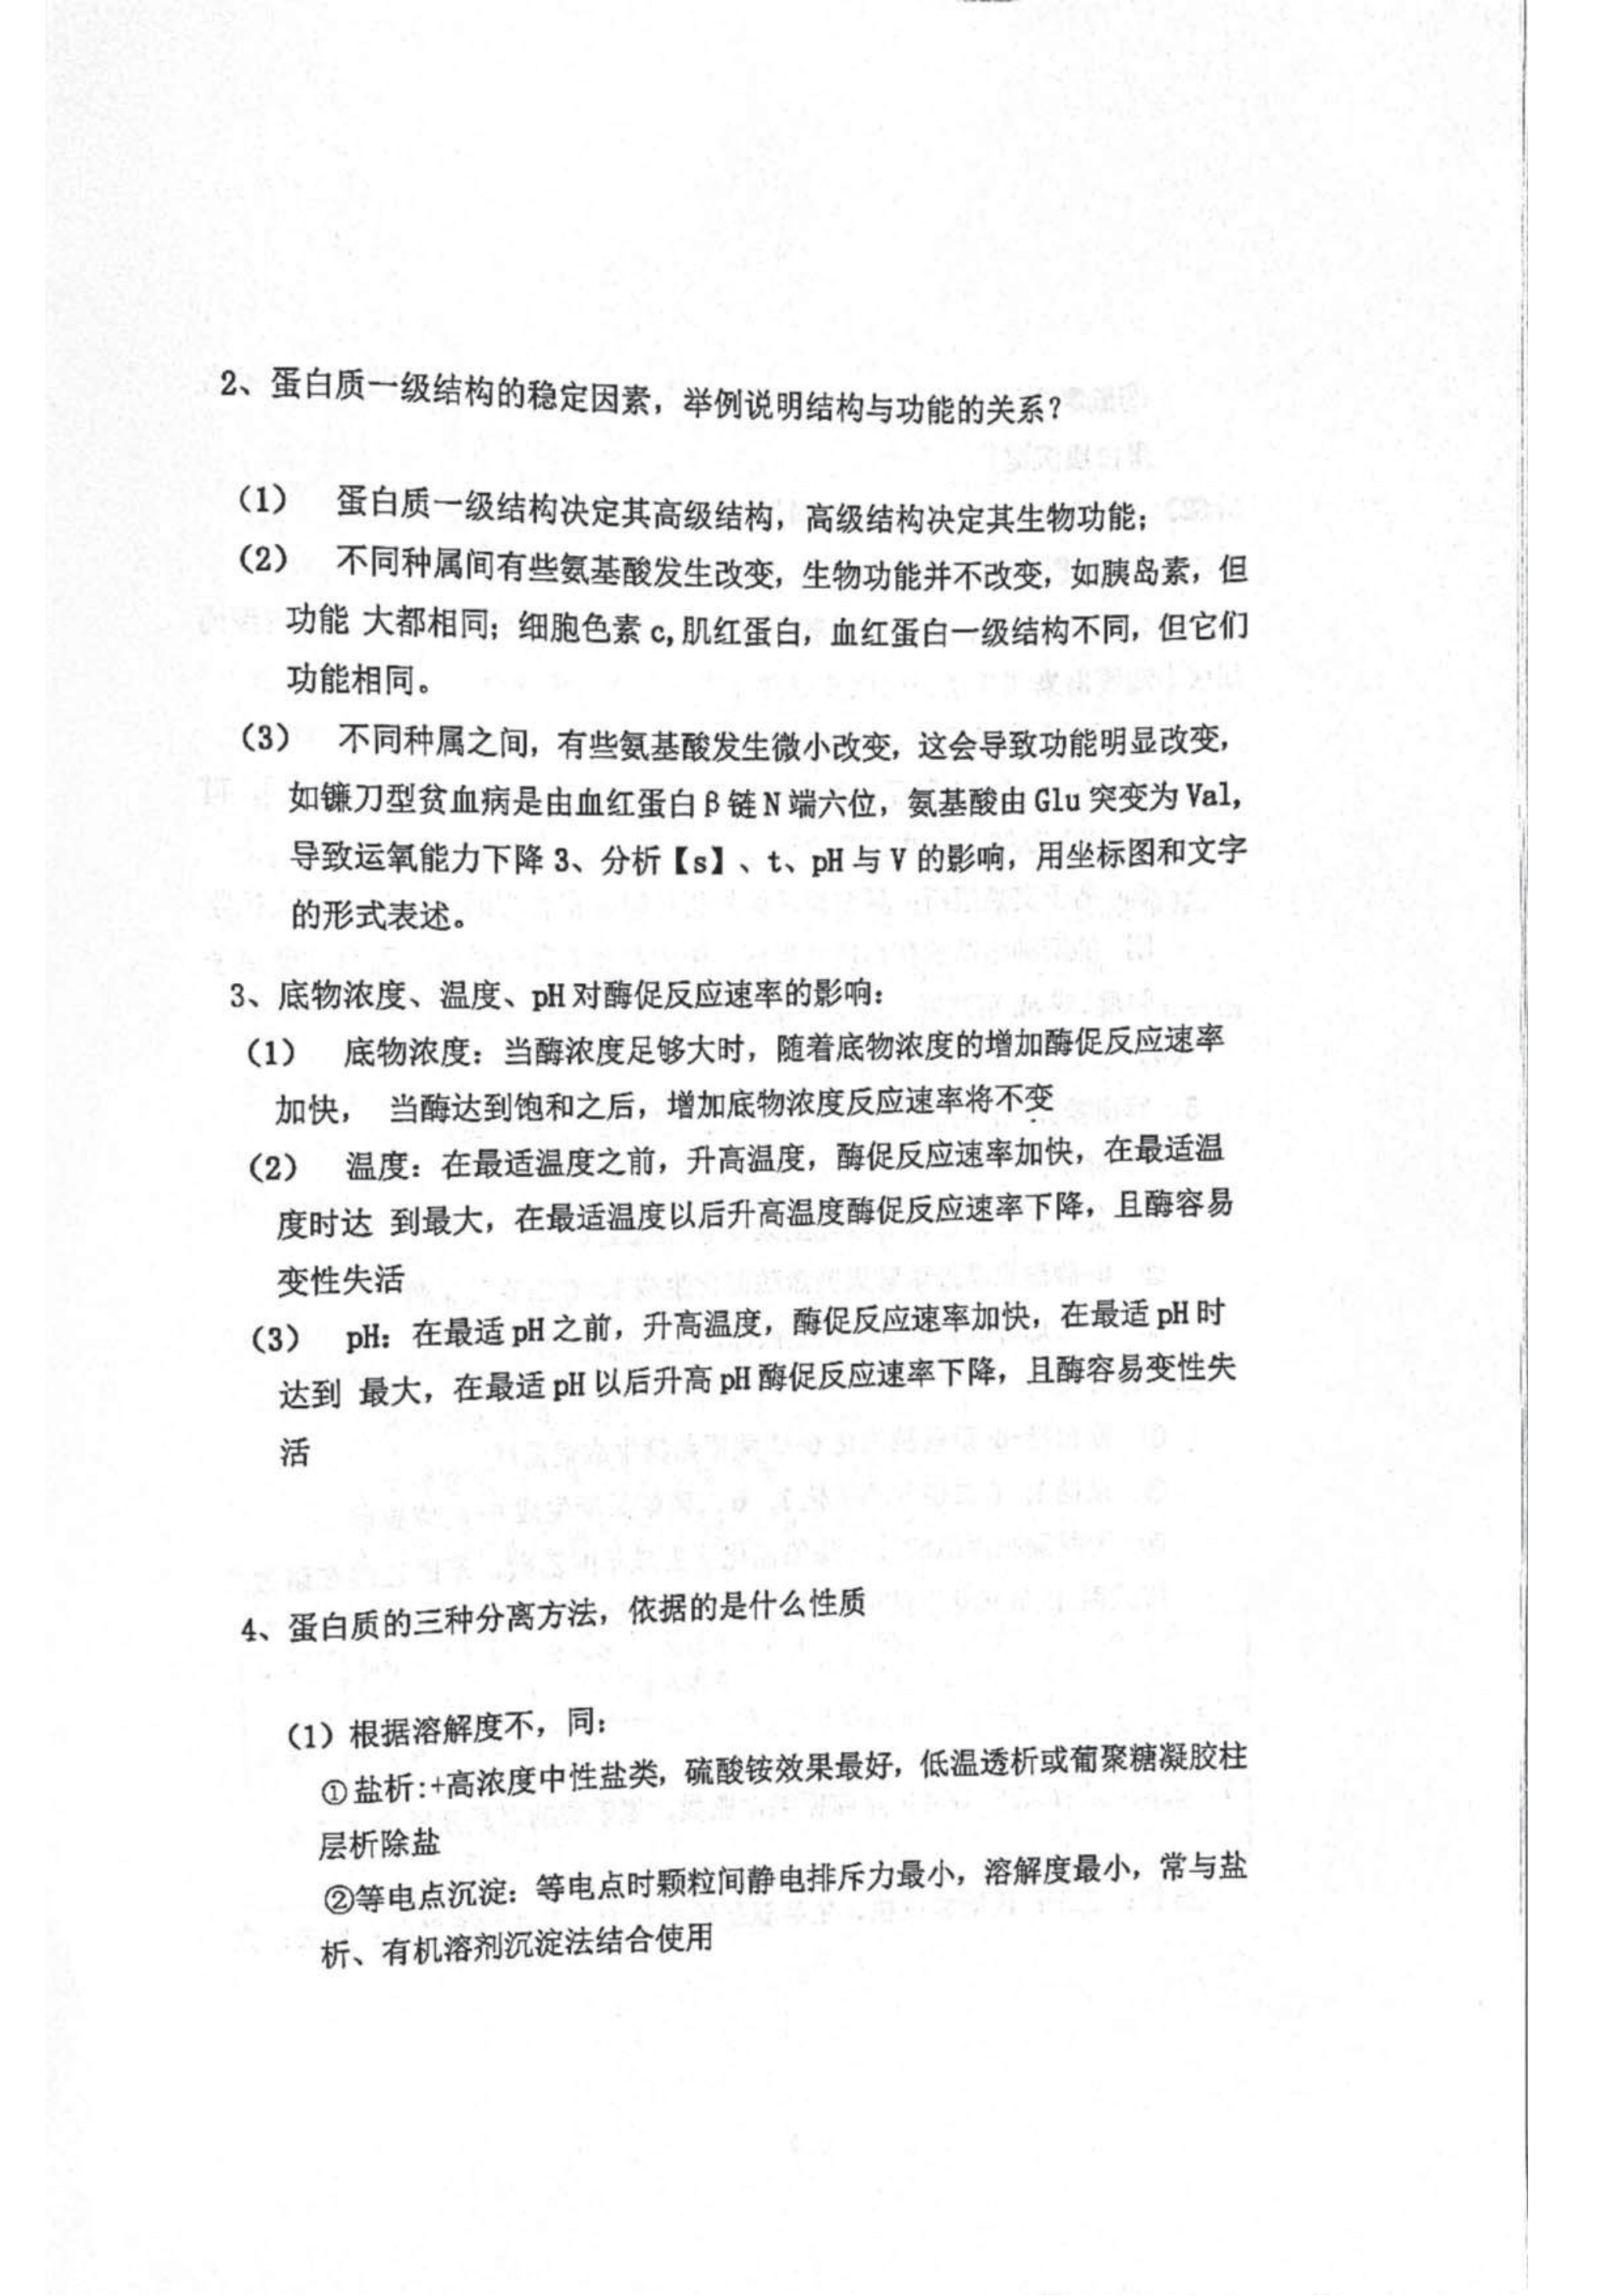 2、蛋白质一级结构的稳定因素，举例说明结构与功能的关系？
（1） 蛋白质一级结构决定其高级结构，高级结构决定其生物功能；
（2） 不同种属间有些氨基酸发生改变，生物功能并不改变，如胰岛素，但
功能 大都相同；细胞色素 c,肌红蛋白，血红蛋白一级结构不同，但它们
功能相同。
（3） 不同种属之间，有些氨基酸发生微小改变，这会导致功能明显改变，
如镰刀型贫血病是由血红蛋白β链N端六位，氨基酸由 Glu 突变为 Val，
导致运氧能力下降 3、分析【s】、t、pH 与 V 的影响，用坐标图和文字
的形式表述。
3、底物浓度、温度、pH 对酶促反应速率的影响：
（1） 底物浓度：当酶浓度足够大时，随着底物浓度的增加酶促反应速率
加快， 当酶达到饱和之后，增加底物浓度反应速率将不变
（2） 温度：在最适温度之前，升高温度，酶促反应速率加快，在最适温
度时达 到最大，在最适温度以后升高温度酶促反应速率下降，且酶容易
变性失活
（3） pH：在最适 pH 之前，升高温度，酶促反应速率加快，在最适 pH 时
达到 最大，在最适 pH 以后升高 pH 酶促反应速率下降，且酶容易变性失
活
4、蛋白质的三种分离方法，依据的是什么性质
（1）根据溶解度不，同：
①盐析:+高浓度中性盐类，硫酸铵效果最好，低温透析或葡聚糖凝胶柱
层析除盐
②等电点沉淀：等电点时颗粒间静电排斥力最小，溶解度最小，常与盐
析、有机溶剂沉淀法结合使用